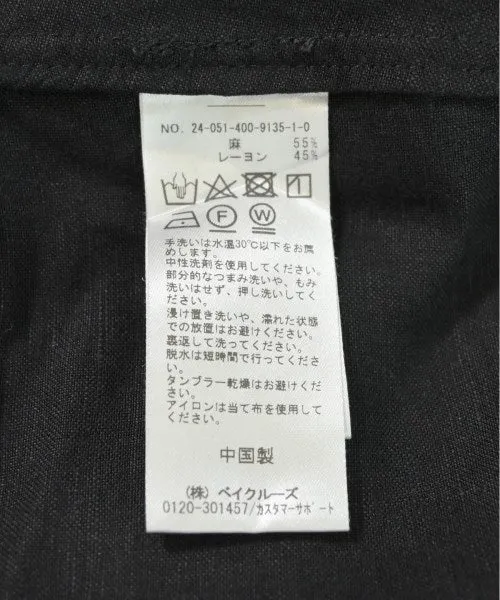 NO. 24-051-400-9135-1-0
麻 55%
レーヨン 45%
F W
手洗いは水温30℃以下をお薦
めします。
中性洗剤を使用してください。
部分的なつまみ洗いや、もみ
洗いはせず、押し洗いしてく
ださい。
浸け置き洗いや、濡れた状態
での放置はお避けください。
裏返して洗ってください。
脱水は短時間で行ってくださ
い。
タンブラー乾燥はお避けくだ
さい。
アイロンは当て布を使用して
ください。
中国製
(株) ベイクルーズ
0120-301457/カスタマーサポート